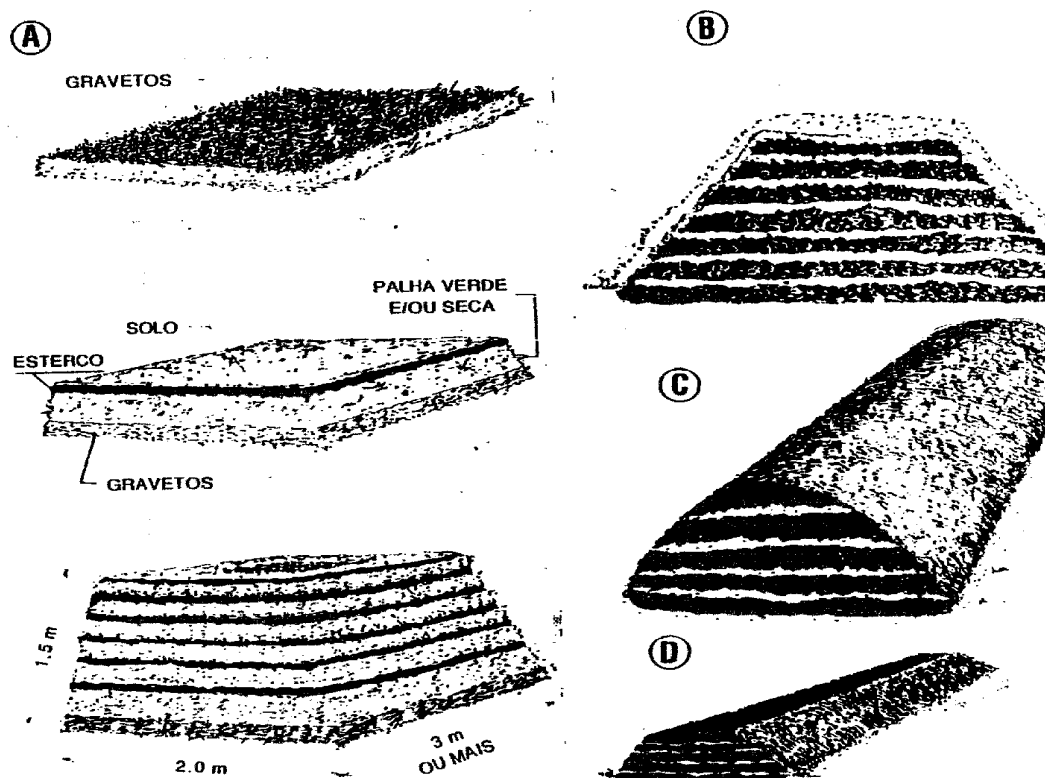 A
GRAVETOS
SOLO
PALHA VERDE
E/OU SECA
ESTERCO
GRAVETOS
1.5 m
2.0 m
3 m
OU MAIS
B
C
D